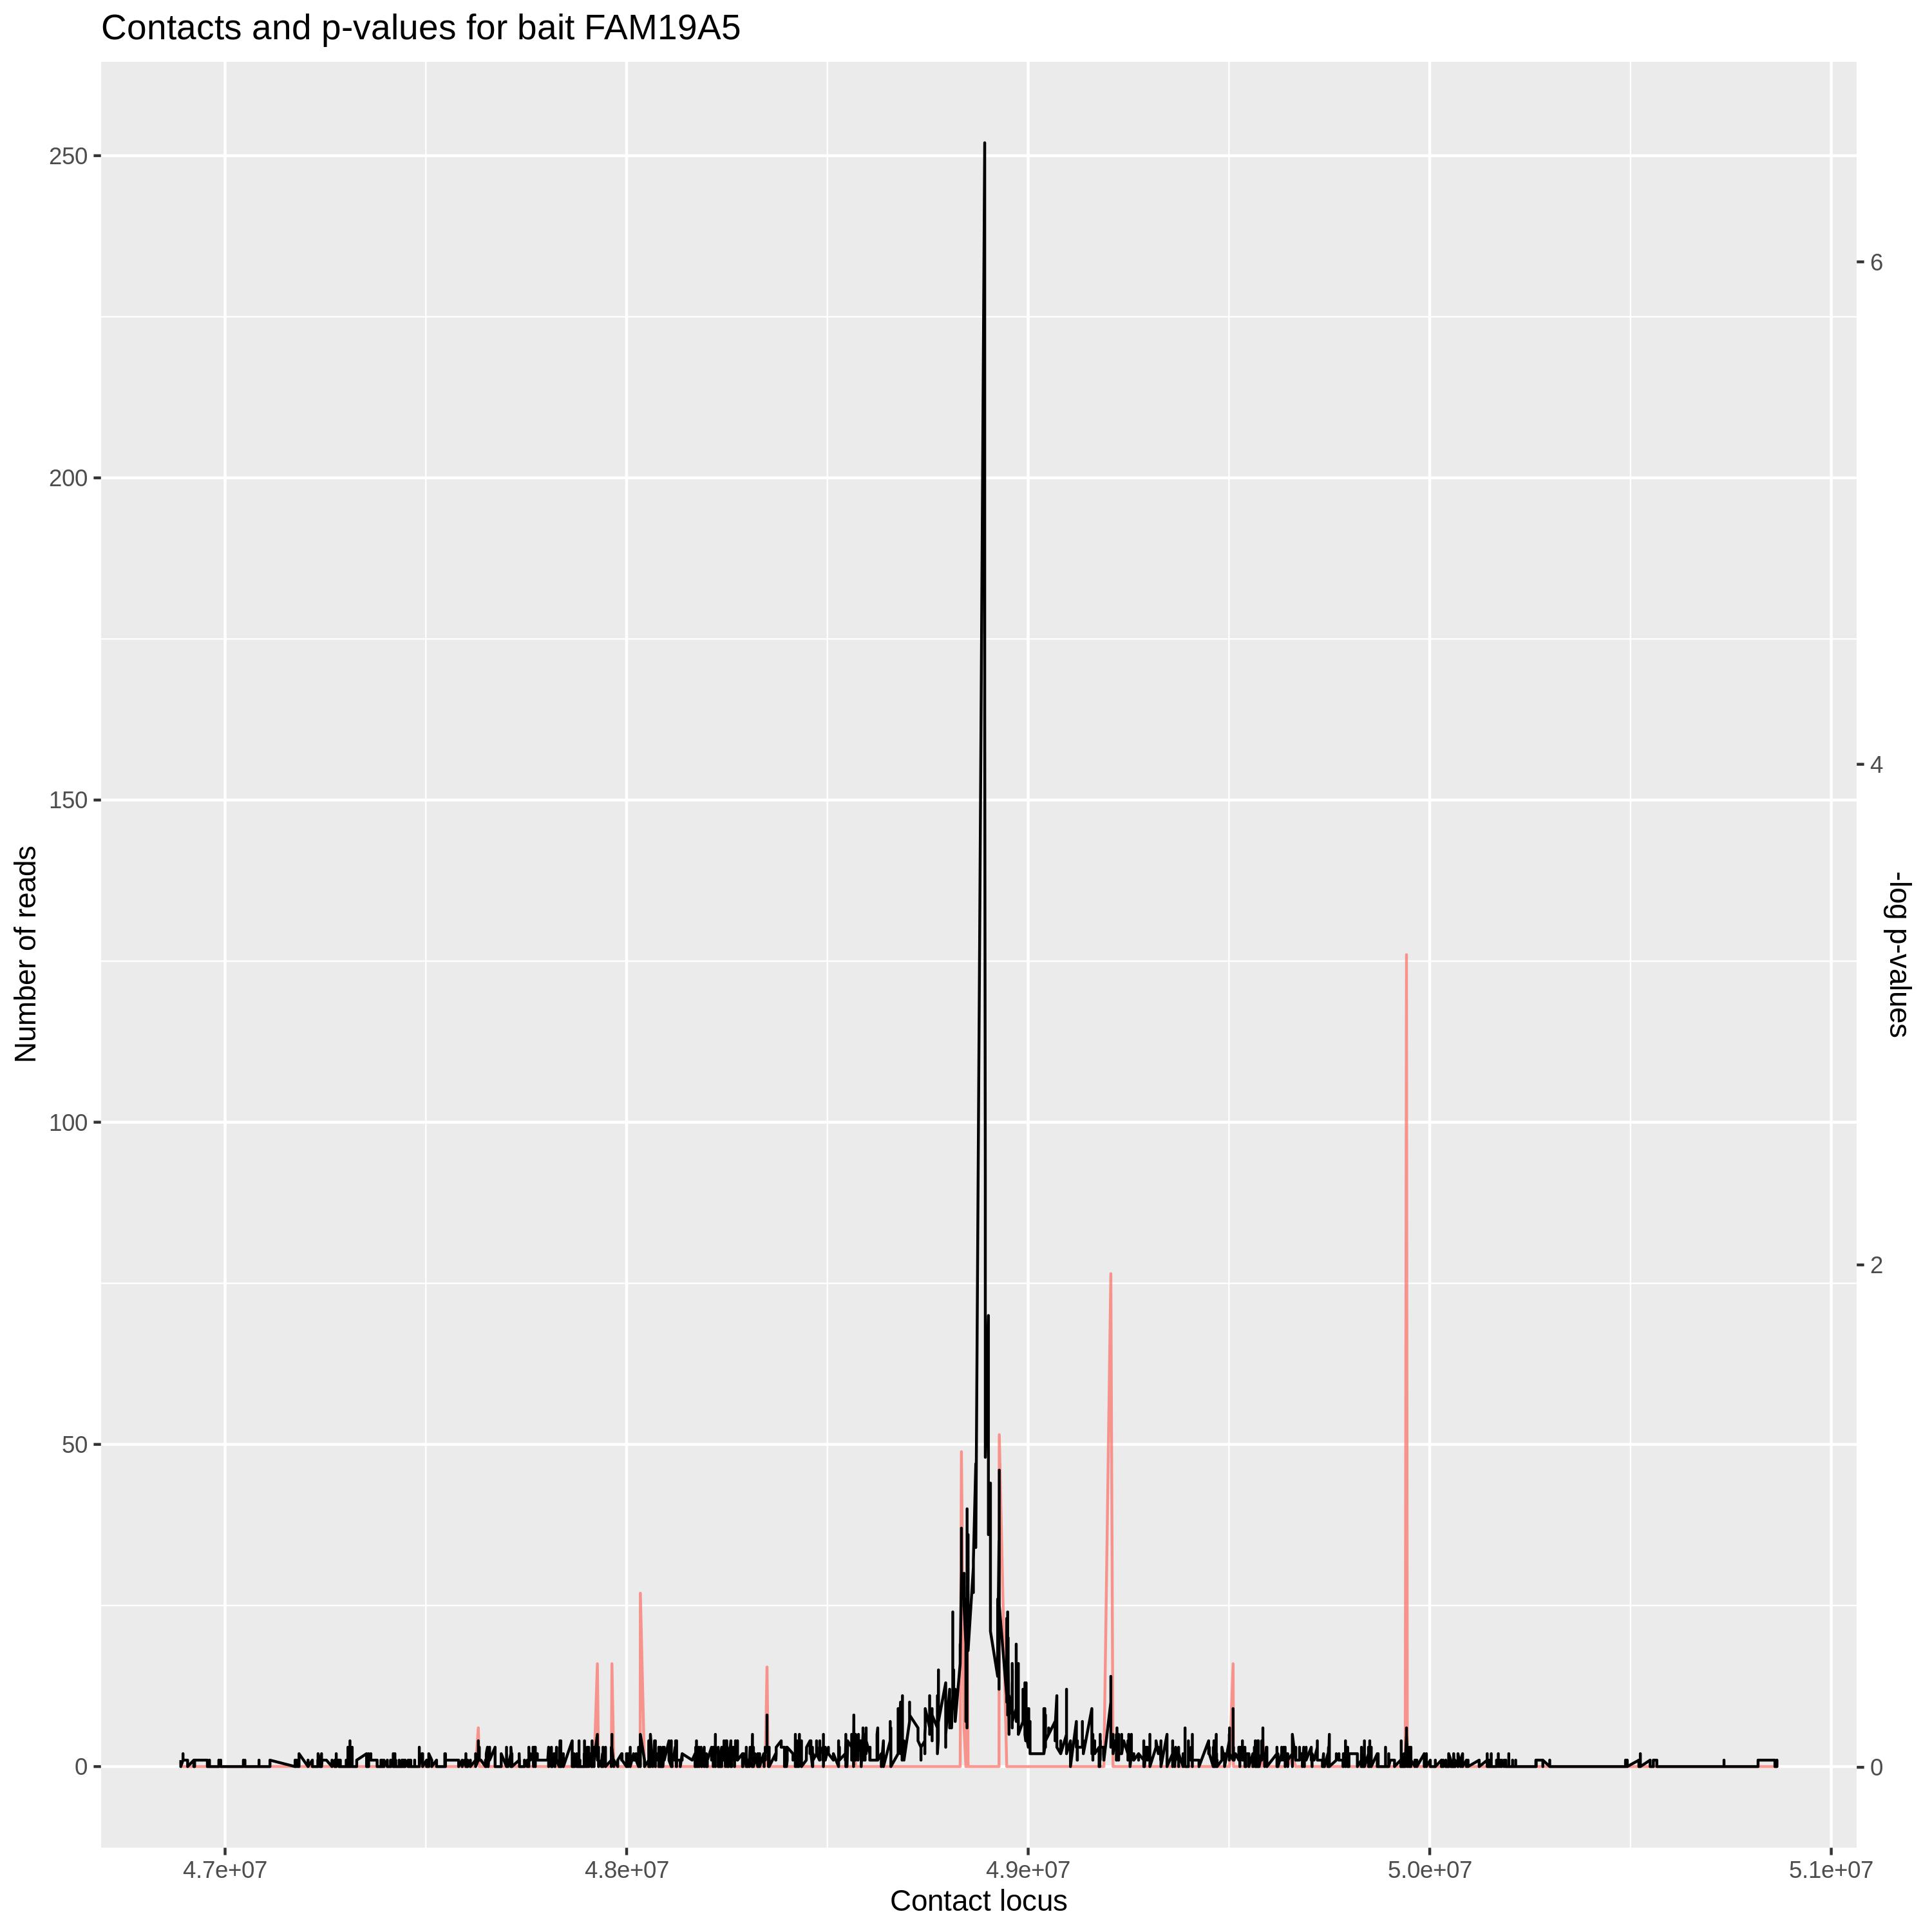 Contacts and p-values for bait FAM19A5
250
200
150
100
50
0
Number of reads
6
4
2
0
-log p-values
4.7e+07
4.8e+07
4.9e+07
5.0e+07
5.1e+07
Contact locus